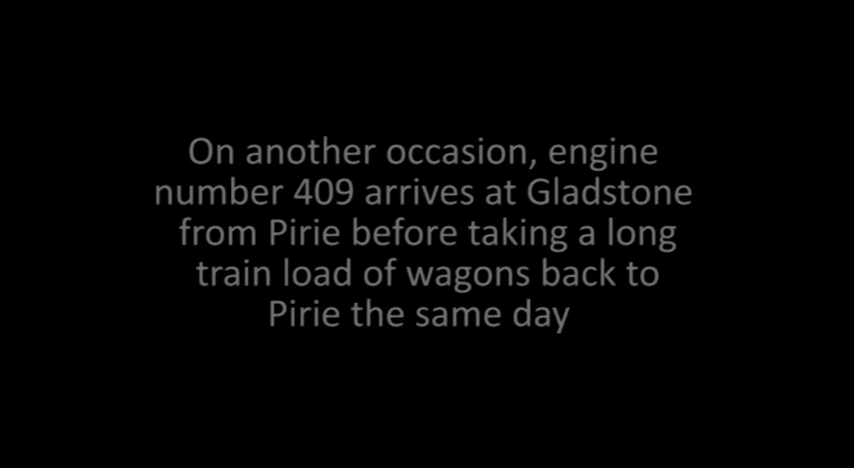 On another occasion, engine
number 409 arrives at Gladstone
from Pirie before taking a long
train load of wagons back to
Pirie the same day